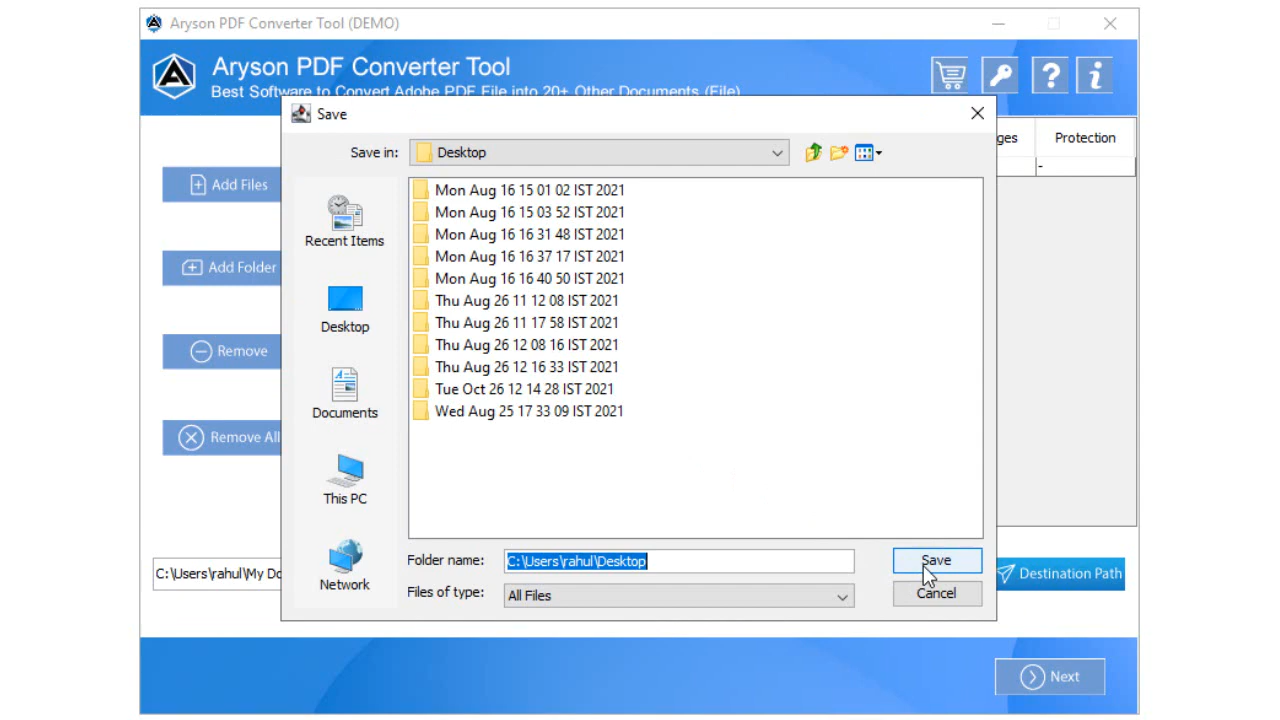 Aryson PDF Converter Tool (DEMO)
Aryson PDF Converter Tool
Best Software to Convert Adobe PDF File into 20+ Other Documents (File)
Save
Save in: Desktop
ges Protection
-
Add Files
Add Folder
Remove
Remove All
Recent Items
Desktop
Documents
This PC
Network
Mon Aug 16 15 01 02 IST 2021
Mon Aug 16 15 03 52 IST 2021
Mon Aug 16 16 31 48 IST 2021
Mon Aug 16 16 37 17 IST 2021
Mon Aug 16 16 40 50 IST 2021
Thu Aug 26 11 12 08 IST 2021
Thu Aug 26 11 17 58 IST 2021
Thu Aug 26 12 08 16 IST 2021
Thu Aug 26 12 16 33 IST 2021
Tue Oct 26 12 14 28 IST 2021
Wed Aug 25 17 33 09 IST 2021
Folder name: C:\Users\rahul\Desktop Save
Files of type: All Files Cancel
C:\Users\rahul\My Do
Destination Path
Next